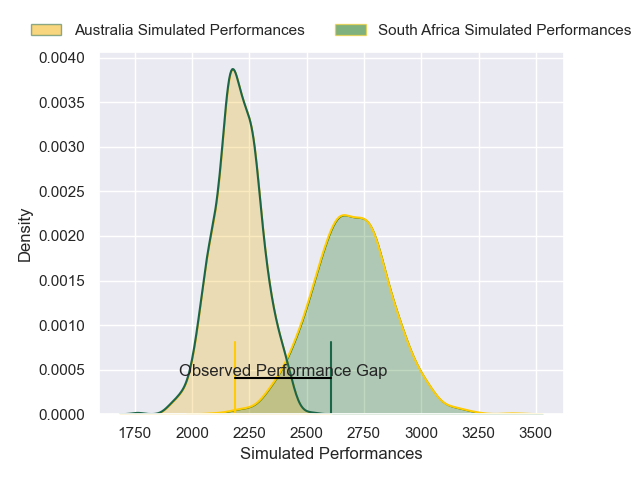 Australia Simulated Performances South Africa Simulated Performances
0.0040
0.0035
0.0030
0.0025
0.0020
0.0015
0.0010
0.0005
0.0000
Density
Observed Performance Gap
1750 2000 2250 2500 2750 3000 3250 3500
Simulated Performances